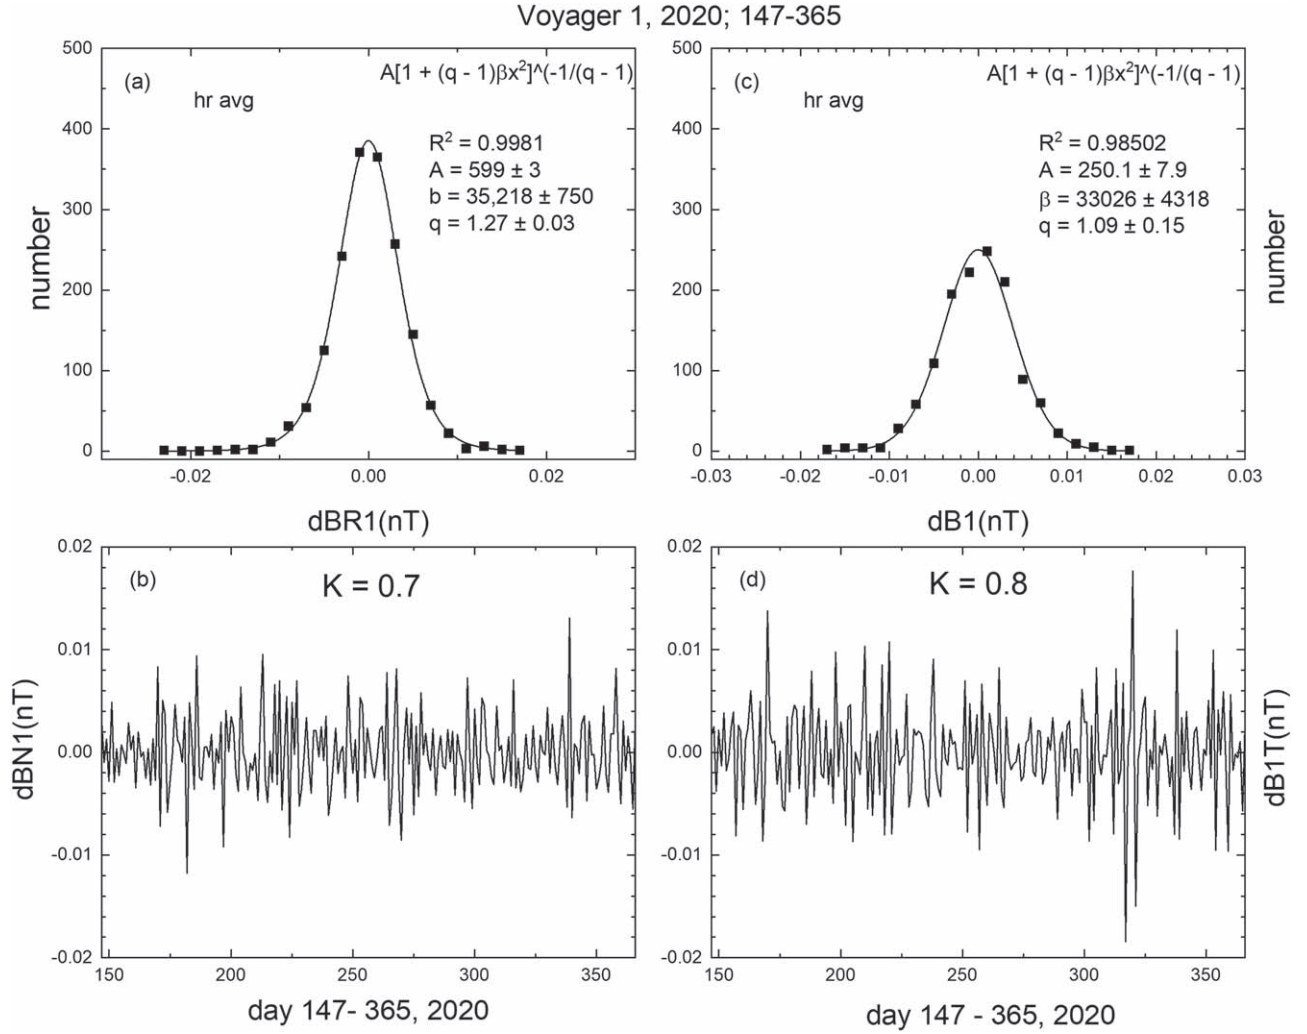 Voyager 1, 2020; 147-365
500
400
300
200
100
0
number
(a)
A[1 + (q - 1)βx²]^(-1/(q - 1)
hr avg
R² = 0.9981
A = 599 ± 3
b = 35,218 ± 750
q = 1.27 ± 0.03
-0.02
0.00
0.02
dBR1(nT)
500
400
300
200
100
0
(c)
A[1 + (q - 1)βx²]^(-1/(q - 1)
hr avg
R² = 0.98502
A = 250.1 ± 7.9
β = 33026 ± 4318
q = 1.09 ± 0.15
number
-0.03
-0.02
-0.01
0.00
0.01
0.02
0.03
dB1(nT)
0.02
0.01
0.00
-0.01
-0.02
dBN1(nT)
(b)
K = 0.7
150
200
250
300
350
day 147- 365, 2020
0.02
0.01
0.00
-0.01
-0.02
(d)
K = 0.8
dB1T(nT)
150
200
250
300
350
day 147 - 365, 2020